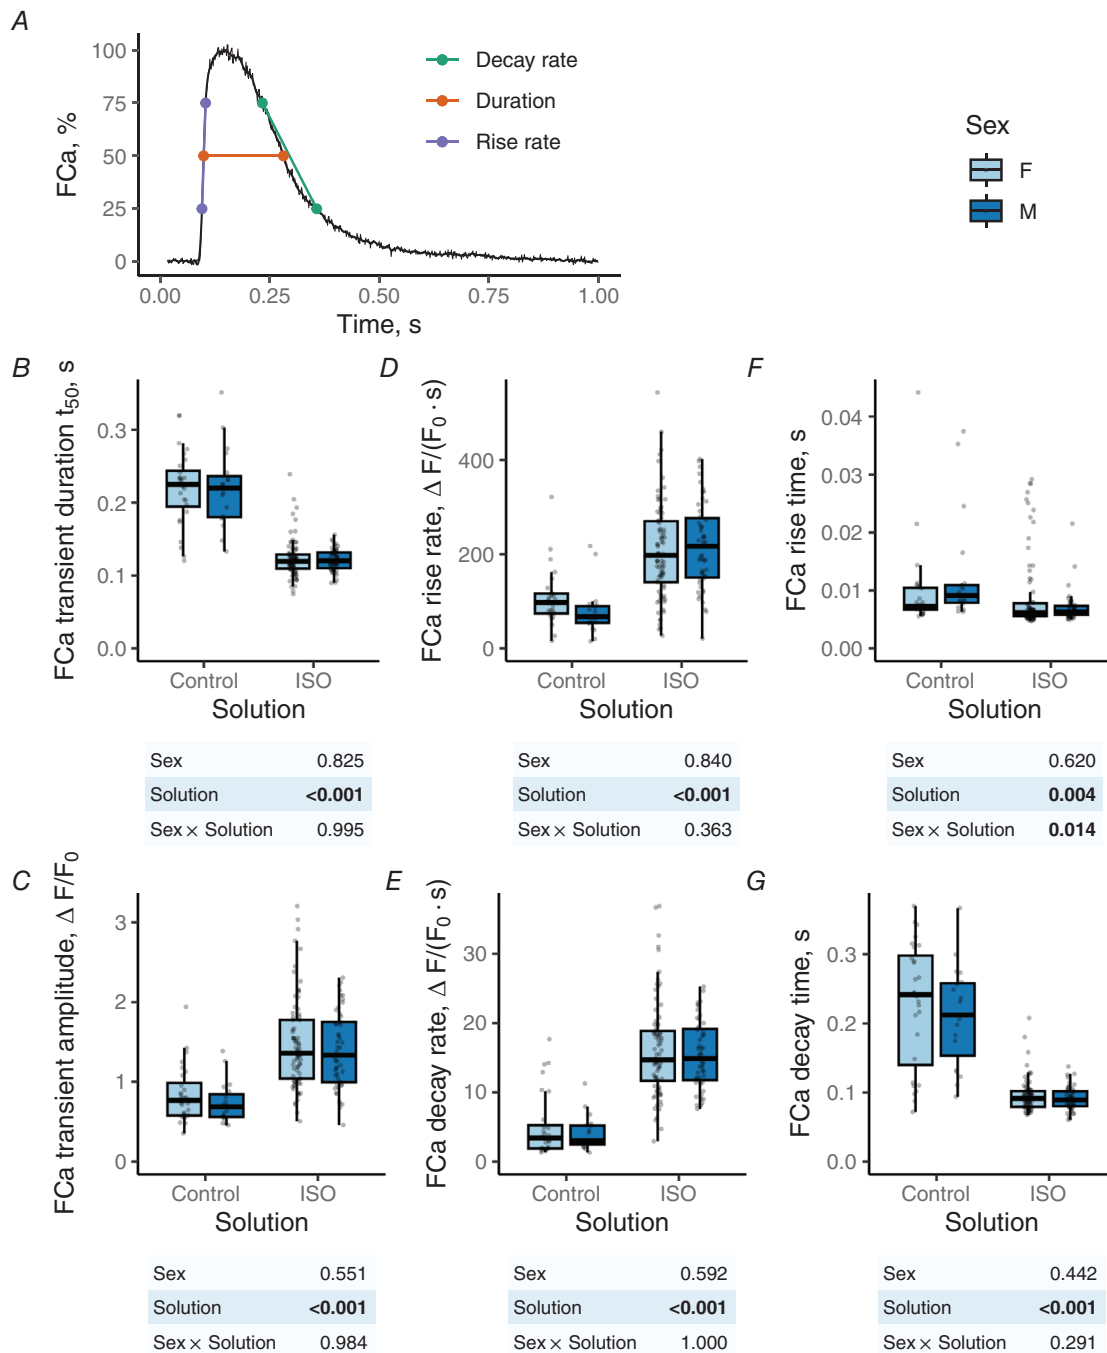 A
FCa, %
100
75
50
25
0
0.00 0.25 0.50 0.75 1.00
Time, s
Decay rate
Duration
Rise rate
Sex
F
M
B
FCa transient duration t50, s
0.3
0.2
0.1
0.0
Control ISO
Solution
Sex 0.825
Solution <0.001
Sex × Solution 0.995
D
FCa rise rate, Δ F/(F0 · s)
400
200
0
Control ISO
Solution
Sex 0.840
Solution <0.001
Sex × Solution 0.363
F
FCa rise time, s
0.04
0.03
0.02
0.01
0.00
Control ISO
Solution
Sex 0.620
Solution 0.004
Sex × Solution 0.014
C
FCa transient amplitude, Δ F/F0
3
2
1
0
Control ISO
Solution
Sex 0.551
Solution <0.001
Sex × Solution 0.984
E
FCa decay rate, Δ F/(F0 · s)
30
20
10
0
Control ISO
Solution
Sex 0.592
Solution <0.001
Sex × Solution 1.000
G
FCa decay time, s
0.3
0.2
0.1
0.0
Control ISO
Solution
Sex 0.442
Solution <0.001
Sex × Solution 0.291